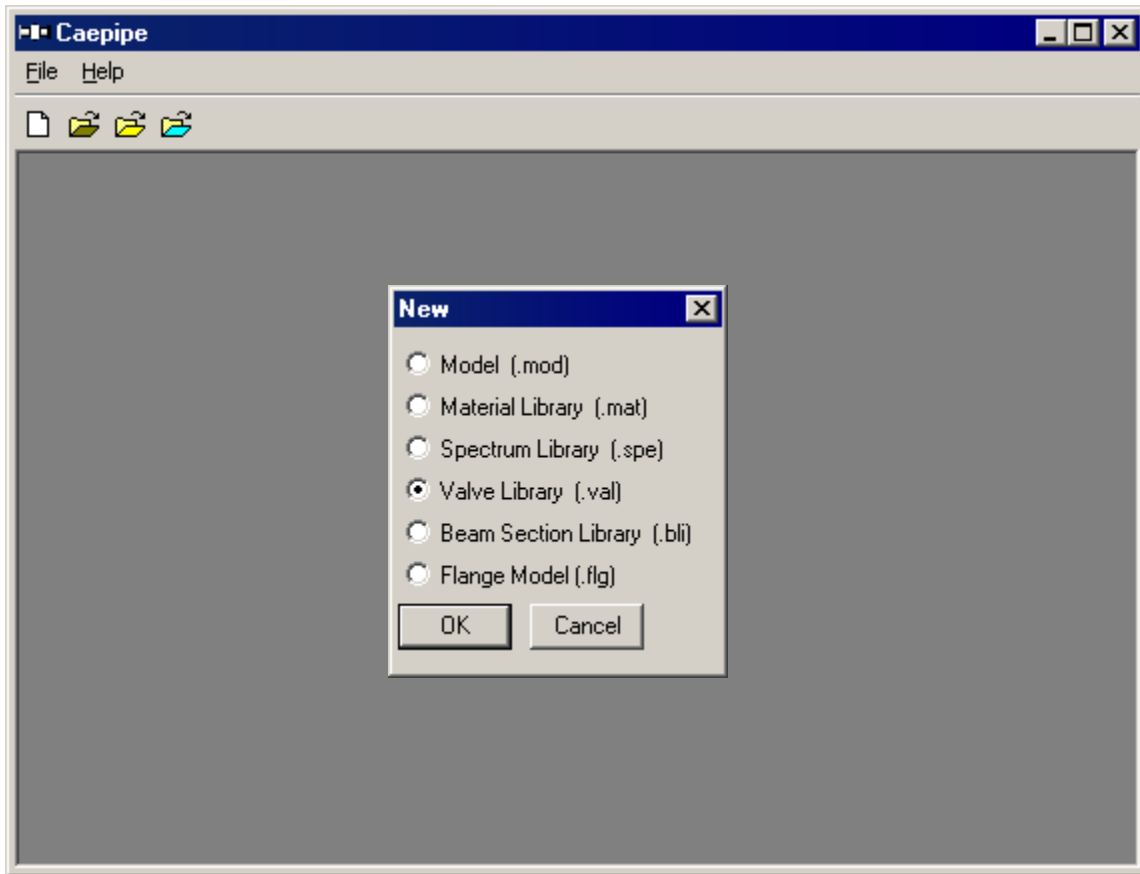 Caepipe
File Help
New
Model (.mod)
Material Library (.mat)
Spectrum Library (.spe)
Valve Library (.val)
Beam Section Library (.bli)
Flange Model (.flg)
OK Cancel